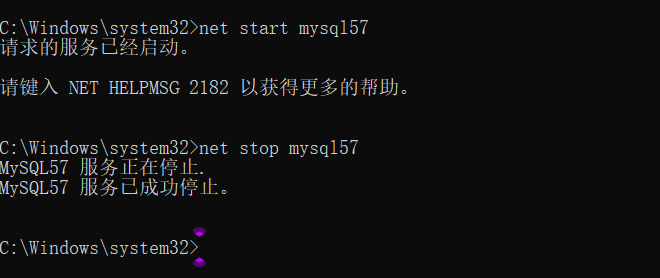 C:\Windows\system32>net start mysql57
请求的服务已经启动。
请键入 NET HELPMSG 2182 以获得更多的帮助。
C:\Windows\system32>net stop mysql57
MySQL57 服务正在停止.
MySQL57 服务已成功停止。
C:\Windows\system32>